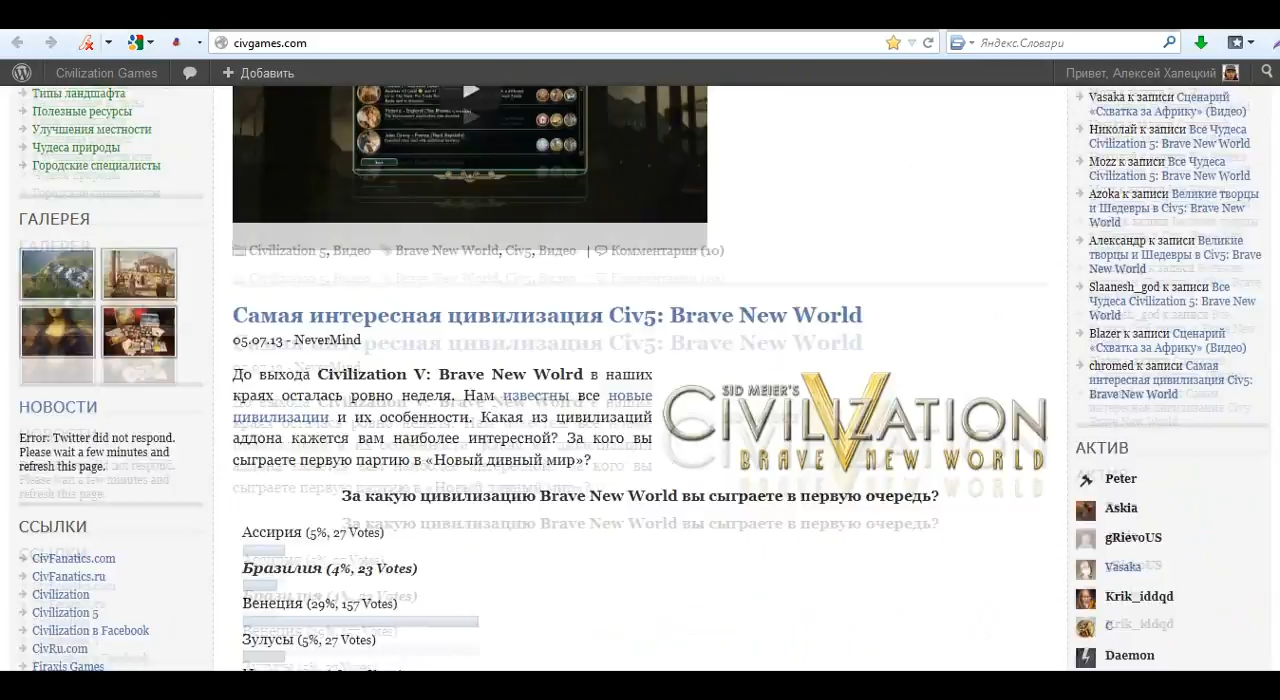 civgames.com
Яндекс.Словари
Civilization Games
Добавить
Привет, Алексей Халецкий
Типы ландшафта
Полезные ресурсы
Улучшения местности
Чудеса природы
Городские специалисты
ГАЛЕРЕЯ
НОВОСТИ
Error: Twitter did not respond.
Please wait a few minutes and
refresh this page.
ССЫЛКИ
CivFanatics.com
CivFanatics.ru
Civilization
Civilization 5
Civilization в Facebook
CivRu.com
Firaxis Games
Civilization 5, Видео Brave New World, Civ5, Видео | Комментарии (10)
Самая интересная цивилизация Civ5: Brave New World
05.07.13 - NeverMind
До выхода Civilization V: Brave New Wolrd в наших
краях осталась ровно неделя. Нам известны все новые
цивилизации и их особенности. Какая из цивилизаций
аддона кажется вам наиболее интересной? За кого вы
сыграете первую партию в «Новый дивный мир»?
SID MEIER'S
CIVILIZATION V
BRAVE NEW WORLD
За какую цивилизацию Brave New World вы сыграете в первую очередь?
Ассирия (5%, 27 Votes)
Бразилия (4%, 23 Votes)
Венеция (29%, 157 Votes)
Зулусы (5%, 27 Votes)
Vasaka к записи Сценарий
«Схватка за Африку» (Видео)
Николай к записи Все Чудеса
Civilization 5: Brave New World
Mozz к записи Все Чудеса
Civilization 5: Brave New World
Azoka к записи Великие творцы
и Шедевры в Civ5: Brave New
World
Александр к записи Великие
творцы и Шедевры в Civ5: Brave
New World
Slaanesh_god к записи Все
Чудеса Civilization 5: Brave New
World
Blazer к записи Сценарий
«Схватка за Африку» (Видео)
chromed к записи Самая
интересная цивилизация Civ5:
Brave New World
АКТИВ
Peter
Askia
gRievoUS
Vasaka
Krik_iddqd
Daemon